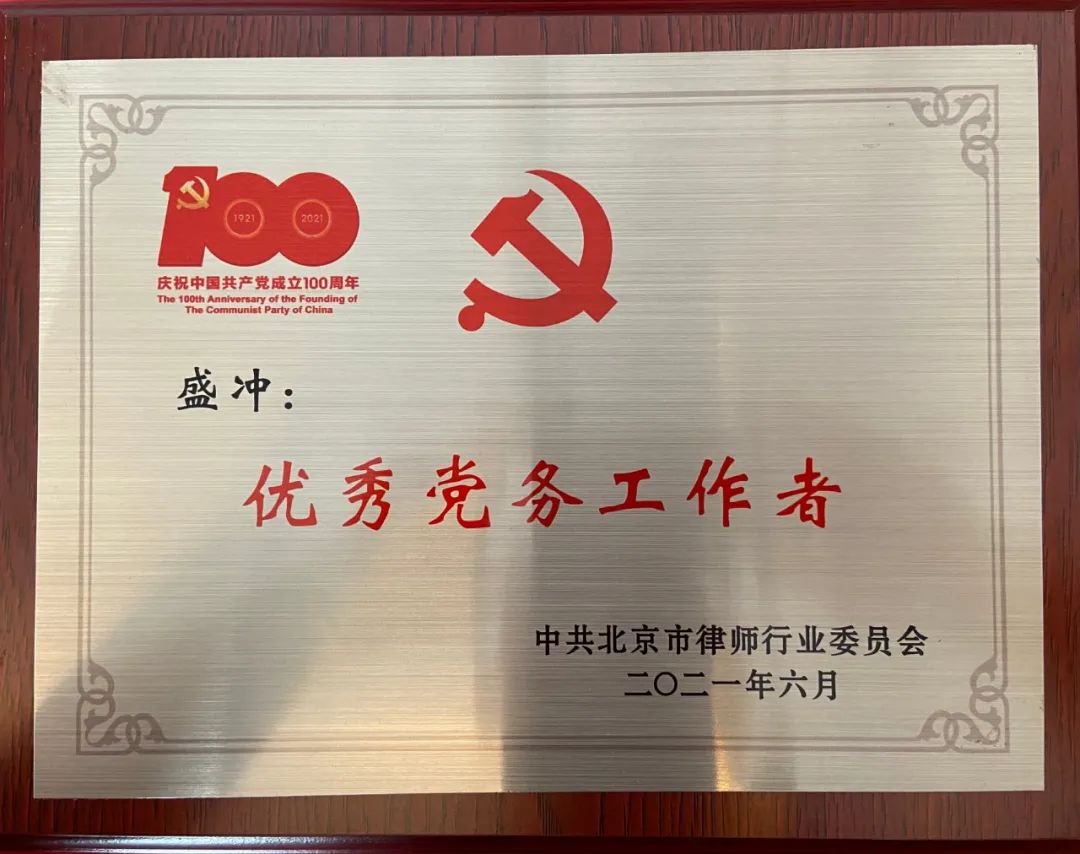 1921 2021
庆祝中国共产党成立100周年
The 100th Anniversary of the Founding of
The Communist Party of China
盛冲：
优秀党务工作者
中共北京市律师行业委员会
二〇二一年六月